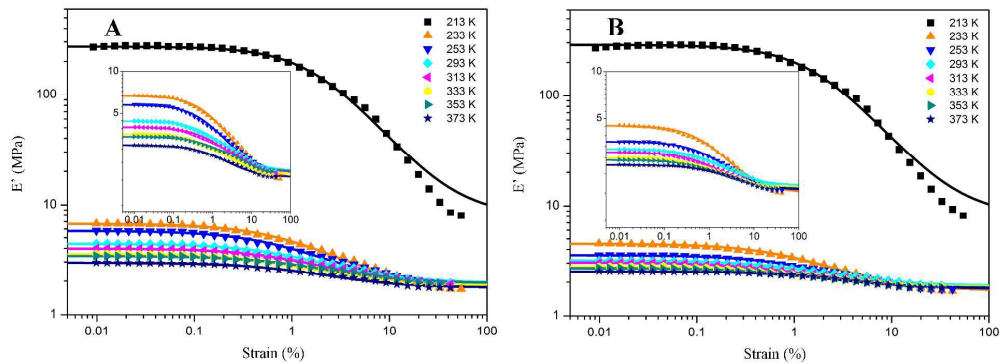 A
213 K
233 K
253 K
293 K
313 K
333 K
353 K
373 K
10
5
0.01 0.1 1 10 100
100
10
1
E' (MPa)
0.01 0.1 1 10 100
Strain (%)
B
213 K
233 K
253 K
293 K
313 K
333 K
353 K
373 K
10
5
0.01 0.1 1 10 100
100
10
1
E' (MPa)
0.01 0.1 1 10 100
Strain (%)